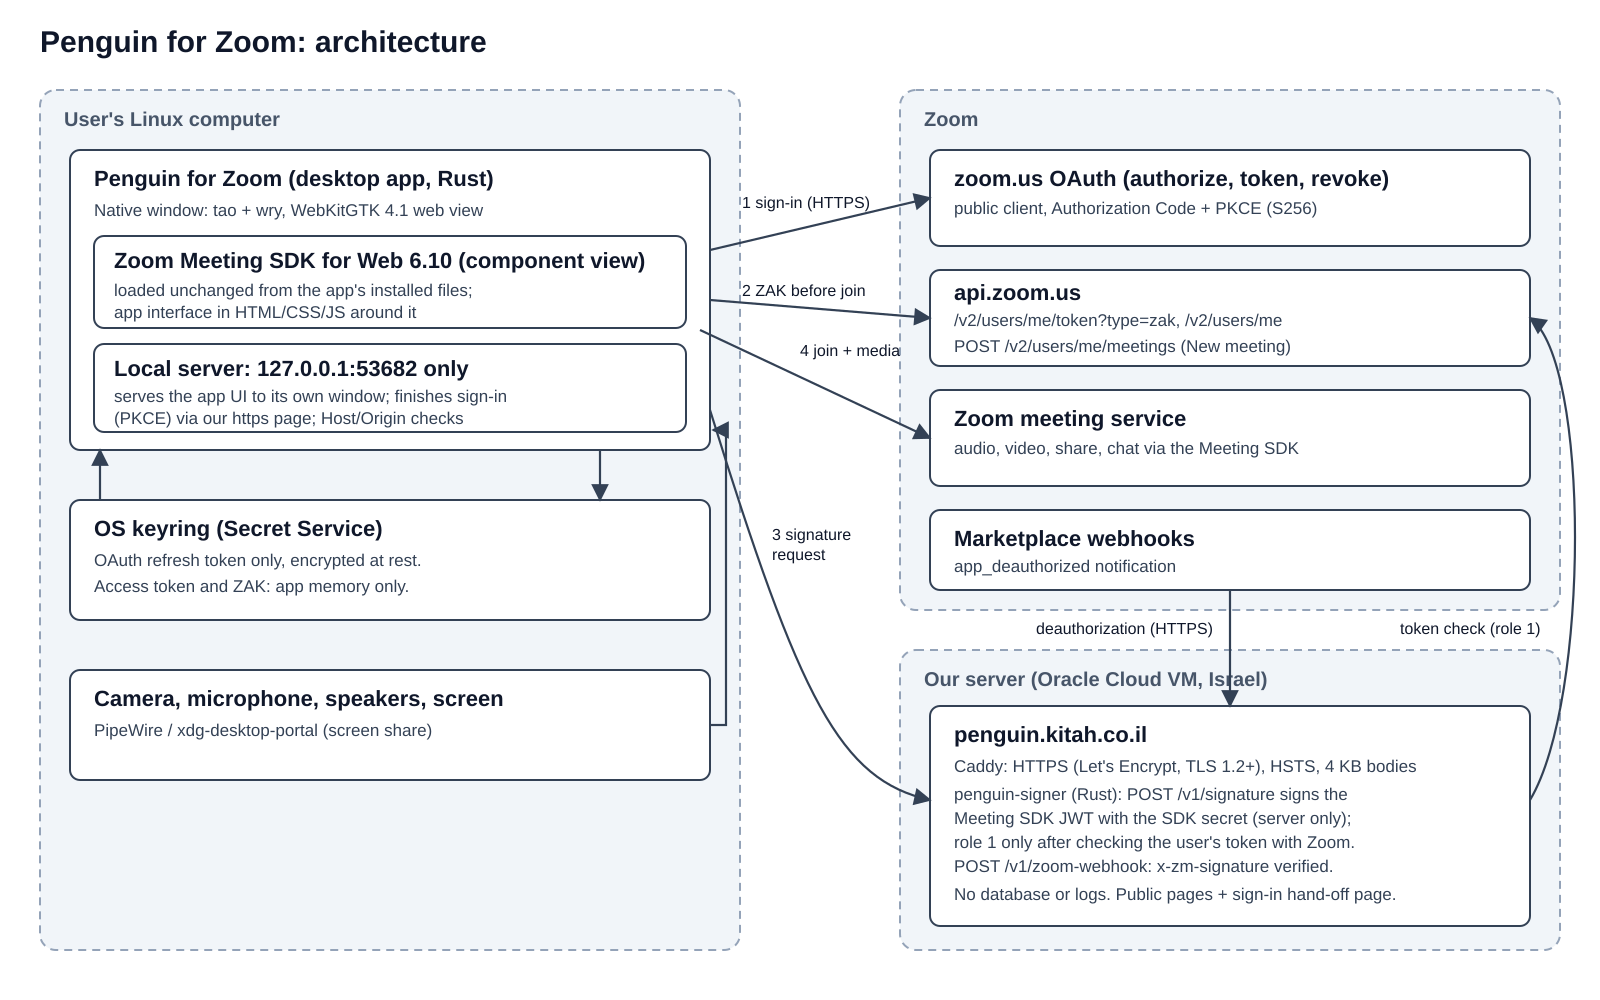 Penguin for Zoom: architecture
User's Linux computer
Penguin for Zoom (desktop app, Rust)
Native window: tao + wry, WebKitGTK 4.1 web view
Zoom Meeting SDK for Web 6.10 (component view)
loaded unchanged from the app's installed files;
app interface in HTML/CSS/JS around it
Local server: 127.0.0.1:53682 only
serves the app UI to its own window; finishes sign-in
(PKCE) via our https page; Host/Origin checks
OS keyring (Secret Service)
OAuth refresh token only, encrypted at rest.
Access token and ZAK: app memory only.
Camera, microphone, speakers, screen
PipeWire / xdg-desktop-portal (screen share)
1 sign-in (HTTPS)
2 ZAK before join
4 join + media
3 signature
request
Zoom
zoom.us OAuth (authorize, token, revoke)
public client, Authorization Code + PKCE (S256)
api.zoom.us
/v2/users/me/token?type=zak, /v2/users/me
POST /v2/users/me/meetings (New meeting)
Zoom meeting service
audio, video, share, chat via the Meeting SDK
Marketplace webhooks
app_deauthorized notification
deauthorization (HTTPS)
token check (role 1)
Our server (Oracle Cloud VM, Israel)
penguin.kitah.co.il
Caddy: HTTPS (Let's Encrypt, TLS 1.2+), HSTS, 4 KB bodies
penguin-signer (Rust): POST /v1/signature signs the
Meeting SDK JWT with the SDK secret (server only);
role 1 only after checking the user's token with Zoom.
POST /v1/zoom-webhook: x-zm-signature verified.
No database or logs. Public pages + sign-in hand-off page.